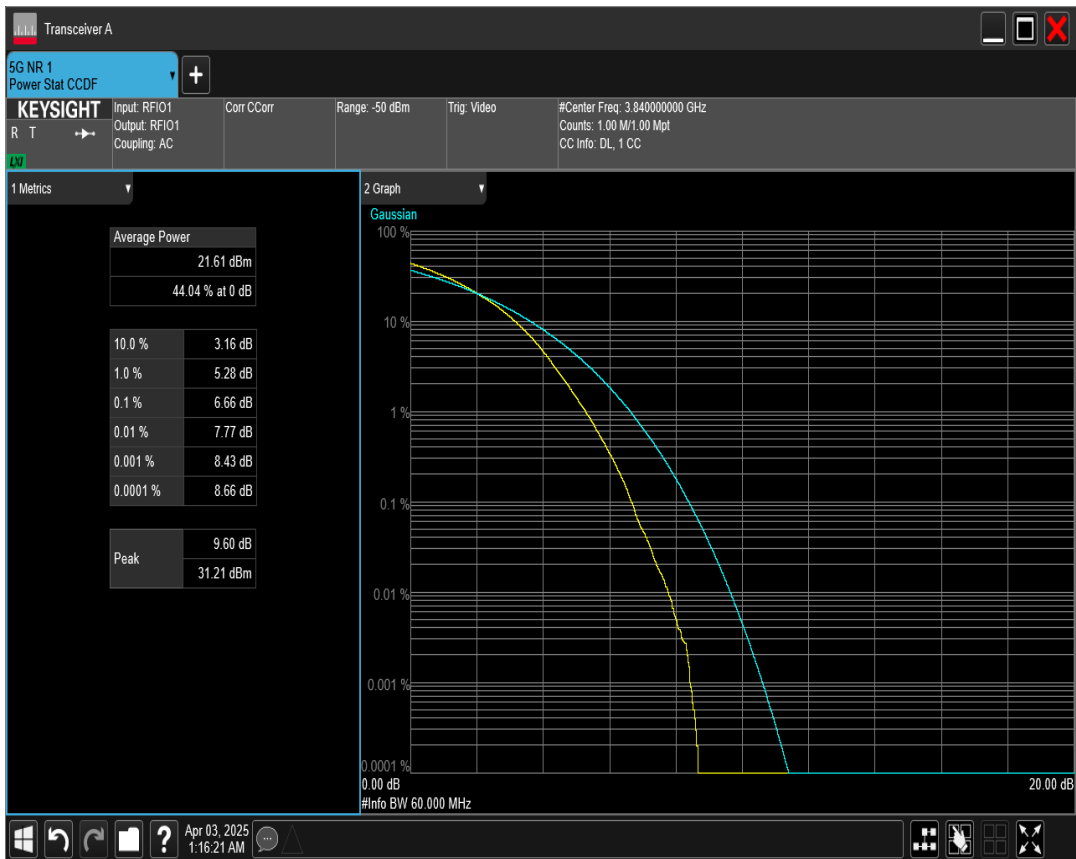 Transceiver A
5G NR 1
Power Stat CCDF
+
KEYSIGHT
R T
LXI
Input: RFIO1
Output: RFIO1
Coupling: AC
Corr CCorr
Range: -50 dBm
Trig: Video
#Center Freq: 3.840000000 GHz
Counts: 1.00 M/1.00 Mpt
CC Info: DL, 1 CC
1 Metrics
Average Power
21.61 dBm
44.04 % at 0 dB
10.0 % 3.16 dB
1.0 % 5.28 dB
0.1 % 6.66 dB
0.01 % 7.77 dB
0.001 % 8.43 dB
0.0001 % 8.66 dB
Peak
9.60 dB
31.21 dBm
2 Graph
Gaussian
100 %
10 %
1 %
0.1 %
0.01 %
0.001 %
0.0001 %
0.00 dB
20.00 dB
#Info BW 60.000 MHz
?
Apr 03, 2025
1:16:21 AM